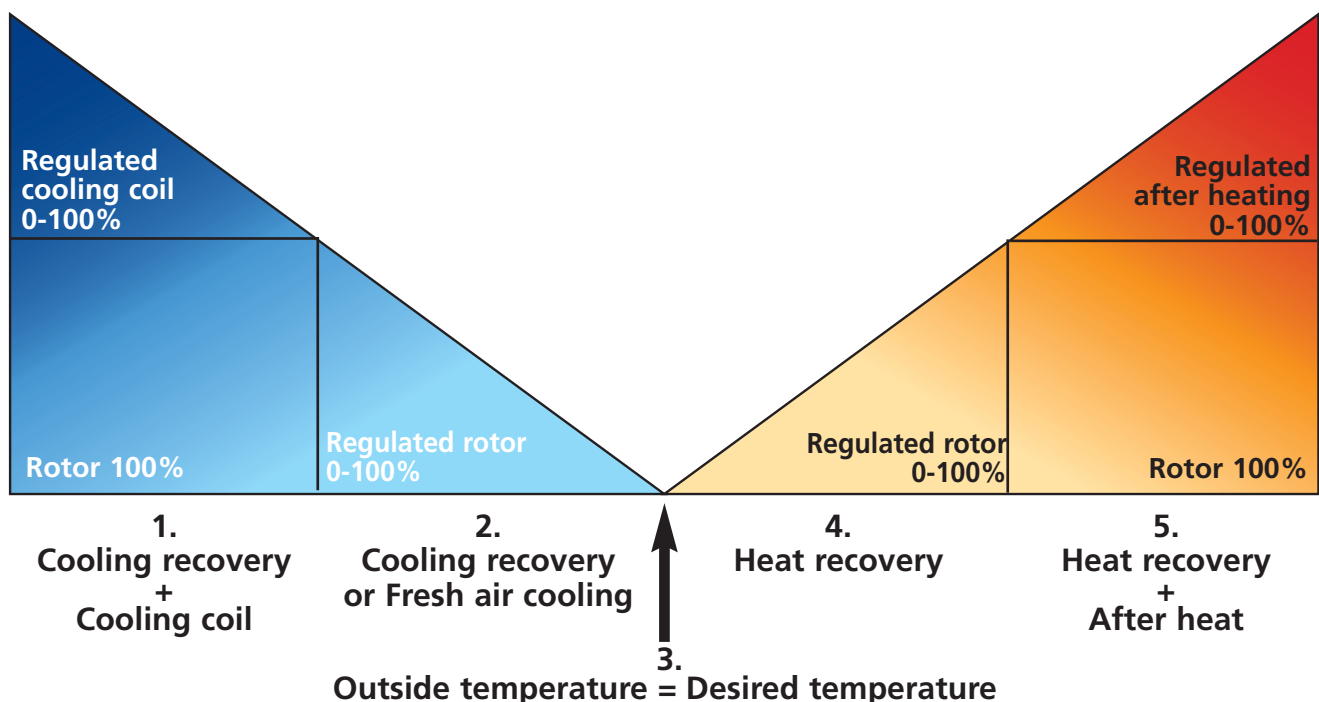 Regulated
cooling coil
0-100%
Regulated
after heating
0-100%
Rotor 100%
Regulated rotor
0-100%
Regulated rotor
0-100%
Rotor 100%
1.
Cooling recovery
+
Cooling coil
2.
Cooling recovery
or Fresh air cooling
4.
Heat recovery
5.
Heat recovery
+
After heat
3.
Outside temperature = Desired temperature